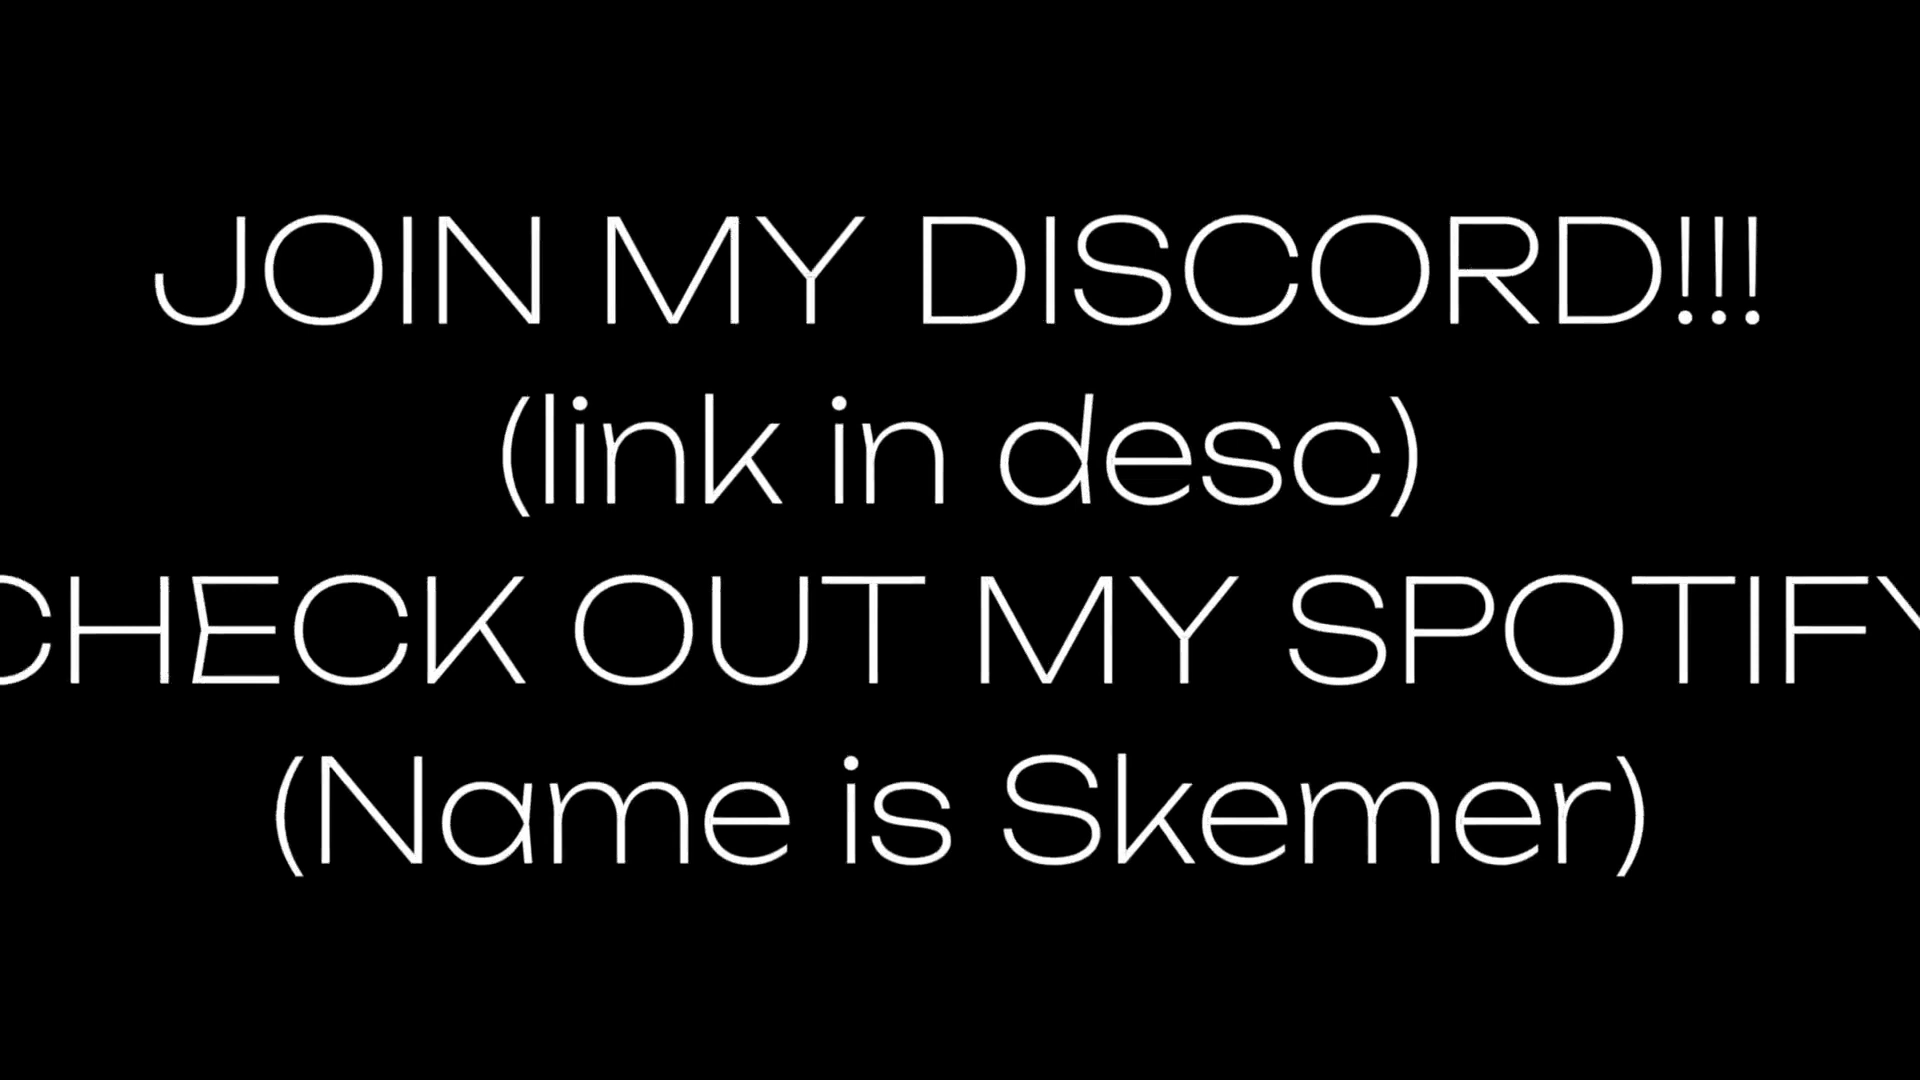 JOIN MY DISCORD!!!
(link in desc)
CHECK OUT MY SPOTIFY
(Name is Skemer)